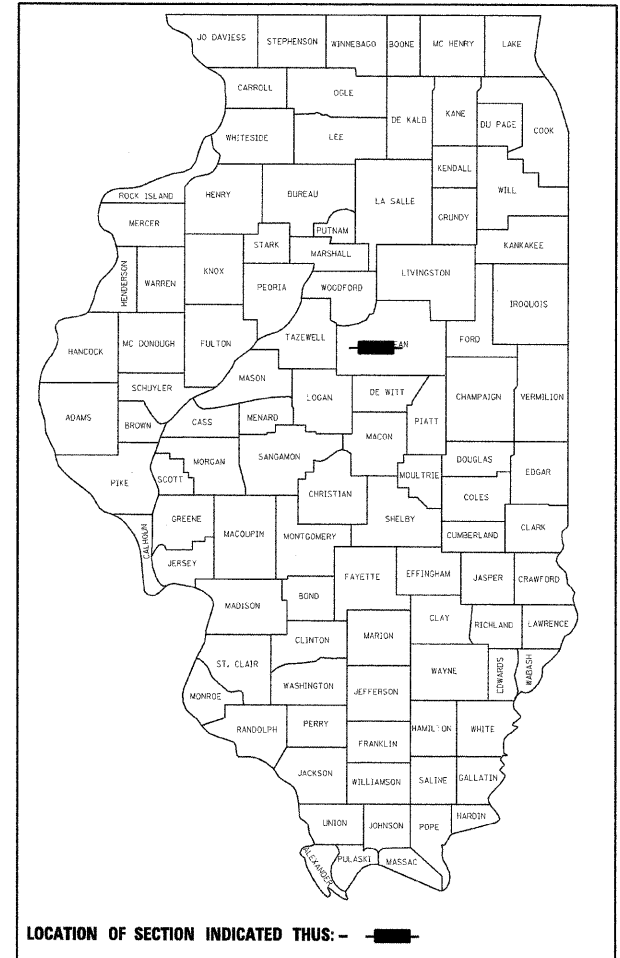 JO DAVIESS STEPHENSON WINNEBAGO BOONE MC HENRY LAKE
CARROLL OGLE
DE KALB KANE DU PAGE COOK
WHITESIDE LEE
KENDALL WILL
ROCK ISLAND HENRY BUREAU LA SALLE GRUNDY
MERCER PUTNAM
STARK MARSHALL KANKAKEE
HENDERSON WARREN KNOX PEORIA WOODFORD LIVINGSTON
IROQUOIS
HANCOCK MC DONOUGH FULTON TAZEWELL EAN FORD
SCHUYLER MASON LOGAN DE WITT CHAMPAIGN VERMILION
ADAMS BROWN CASS MENARD PIATT
MACON
MORGAN SANGAMON DOUGLAS
PIKE SCOTT CHRISTIAN MOULTRIE COLES EDGAR
GREENE MACOUPIN MONTGOMERY SHELBY
CALHOUN JERSEY CUMBERLAND CLARK
FAYETTE EFFINGHAM JASPER CRAWFORD
MADISON BOND
CLAY RICHLAND LAWRENCE
CLINTON MARION
ST. CLAIR WAYNE EDWARDS WABASH
MONROE WASHINGTON JEFFERSON
RANDOLPH PERRY HAMILTON WHITE
FRANKLIN
JACKSON WILLIAMSON SALINE GALLATIN
UNION JOHNSON POPE HARDIN
ALEXANDER PULASKI MASSAC
LOCATION OF SECTION INDICATED THUS: -